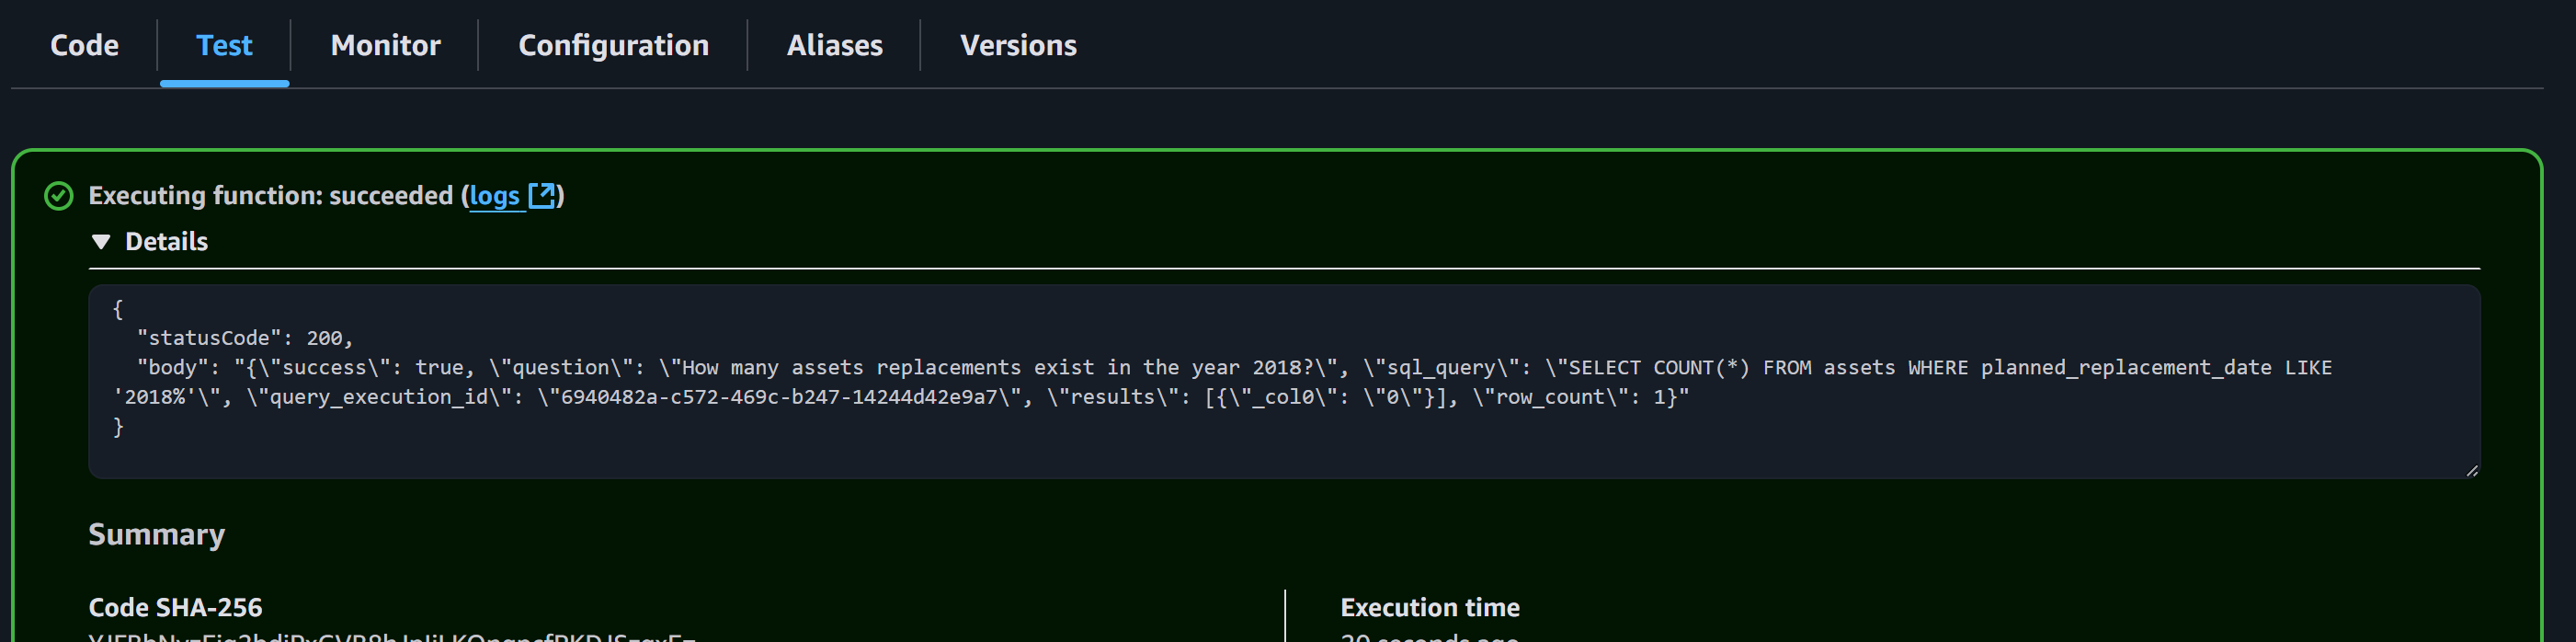 Code Test Monitor Configuration Aliases Versions
Executing function: succeeded (logs)
Details
{
"statusCode": 200,
"body": "{\"success\": true, \"question\": \"How many assets replacements exist in the year 2018?\", \"sql_query\": \"SELECT COUNT(*) FROM assets WHERE planned_replacement_date LIKE
'2018%'\", \"query_execution_id\": \"6940482a-c572-469c-b247-14244d42e9a7\", \"results\": [{\"_col0\": \"0\"}], \"row_count\": 1}"
}
Summary
Code SHA-256 Execution time